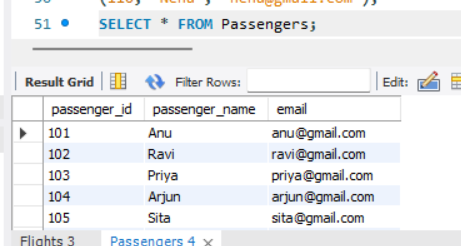 51 SELECT * FROM Passengers;
Result Grid Filter Rows: Edit:
passenger_id passenger_name email
101 Anu anu@gmail.com
102 Ravi ravi@gmail.com
103 Priya priya@gmail.com
104 Arjun arjun@gmail.com
105 Sita sita@gmail.com
Flights 3 Passengers 4 ×